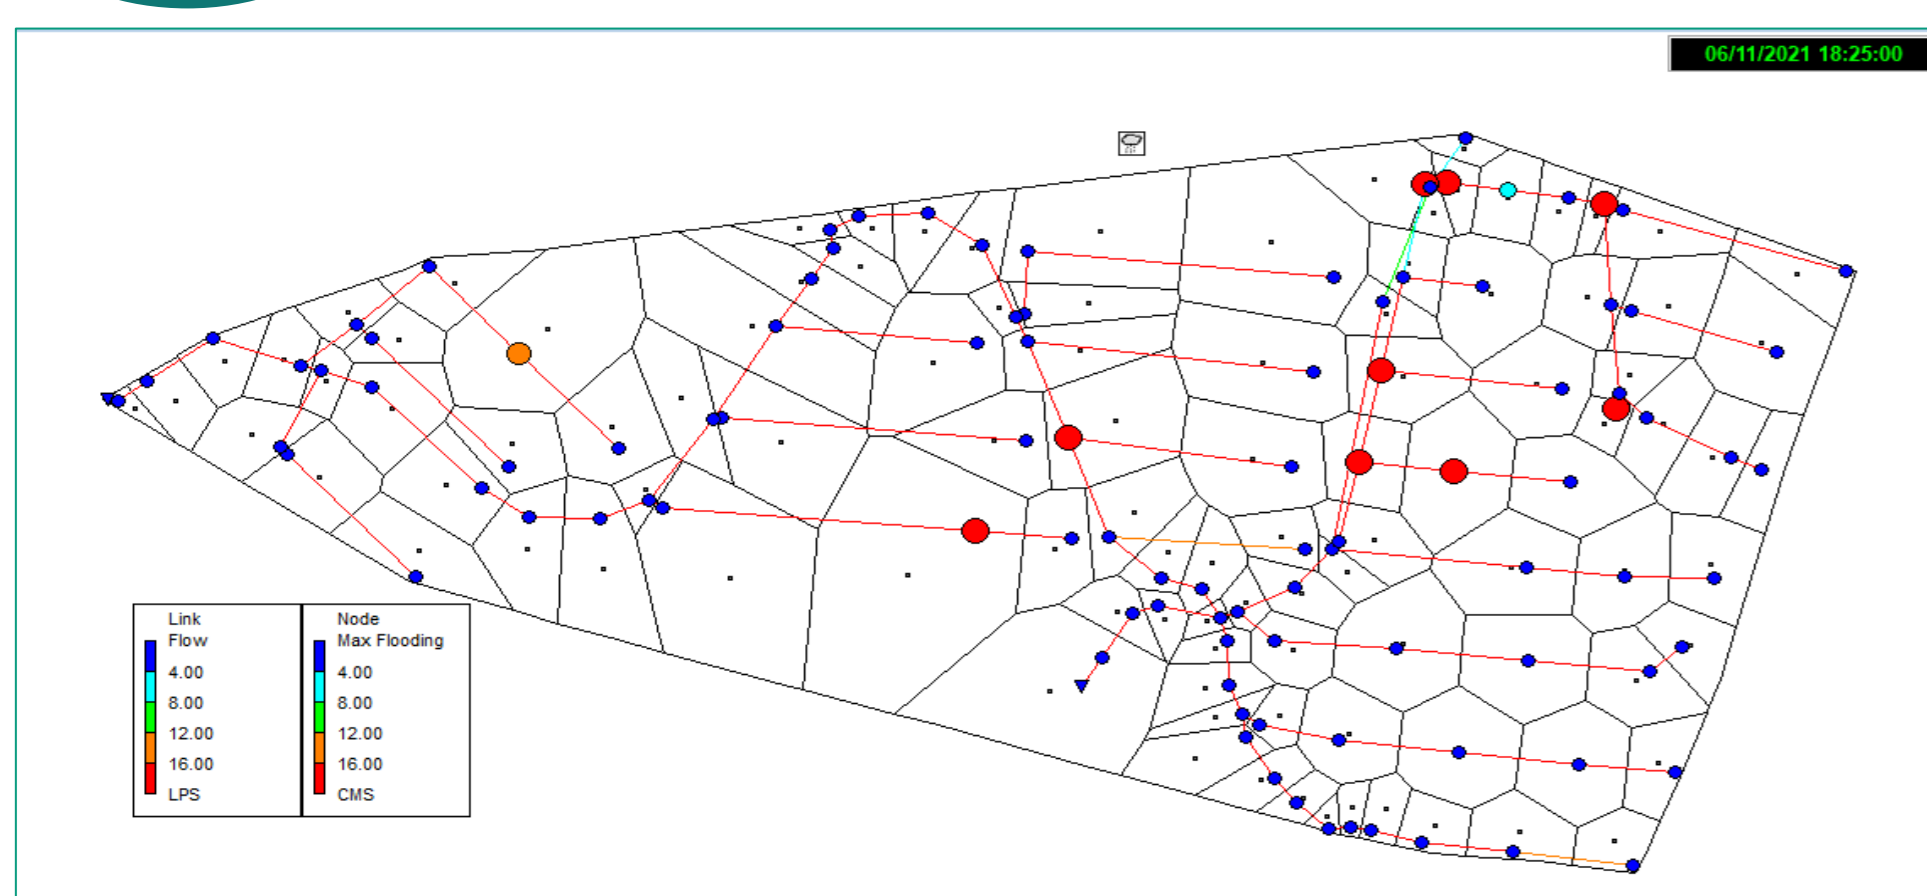 06/11/2021 18:25:00
Link
Flow
4.00
8.00
12.00
16.00
LPS
Node
Max Flooding
4.00
8.00
12.00
16.00
CMS